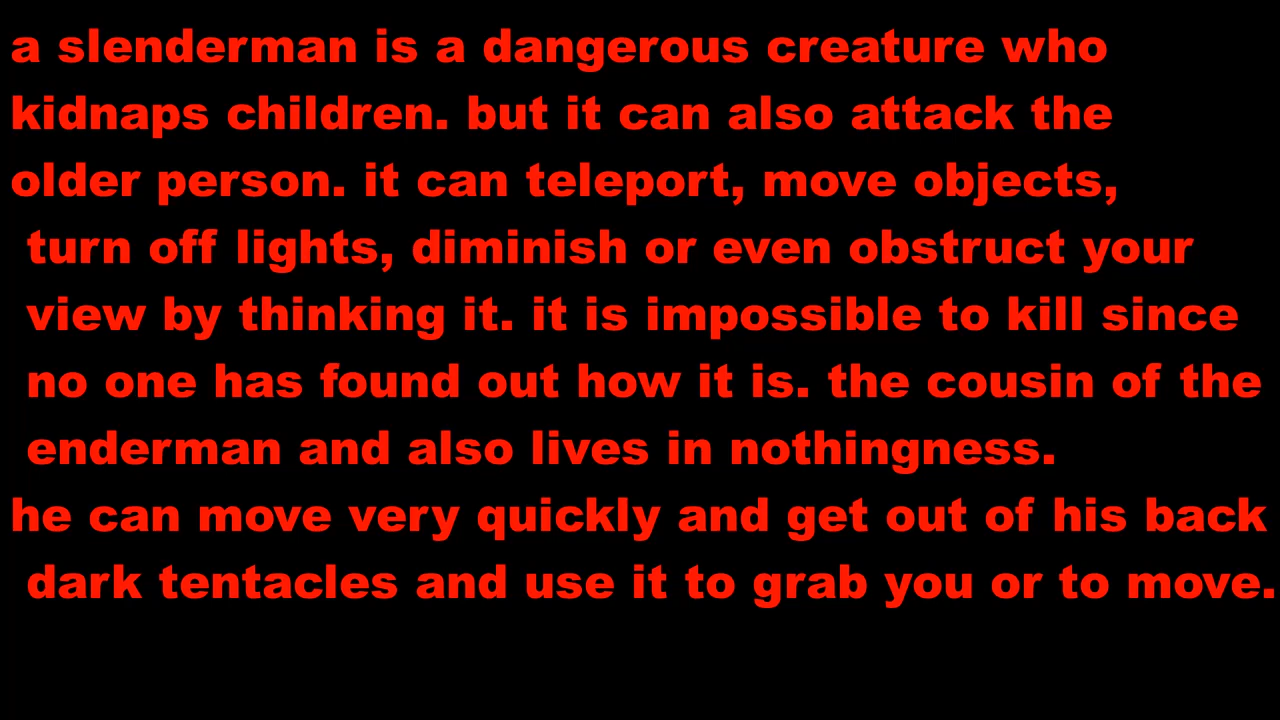 a slenderman is a dangerous creature who
kidnaps children. but it can also attack the
older person. it can teleport, move objects,
turn off lights, diminish or even obstruct your
view by thinking it. it is impossible to kill since
no one has found out how it is. the cousin of the
enderman and also lives in nothingness.
he can move very quickly and get out of his back
dark tentacles and use it to grab you or to move.